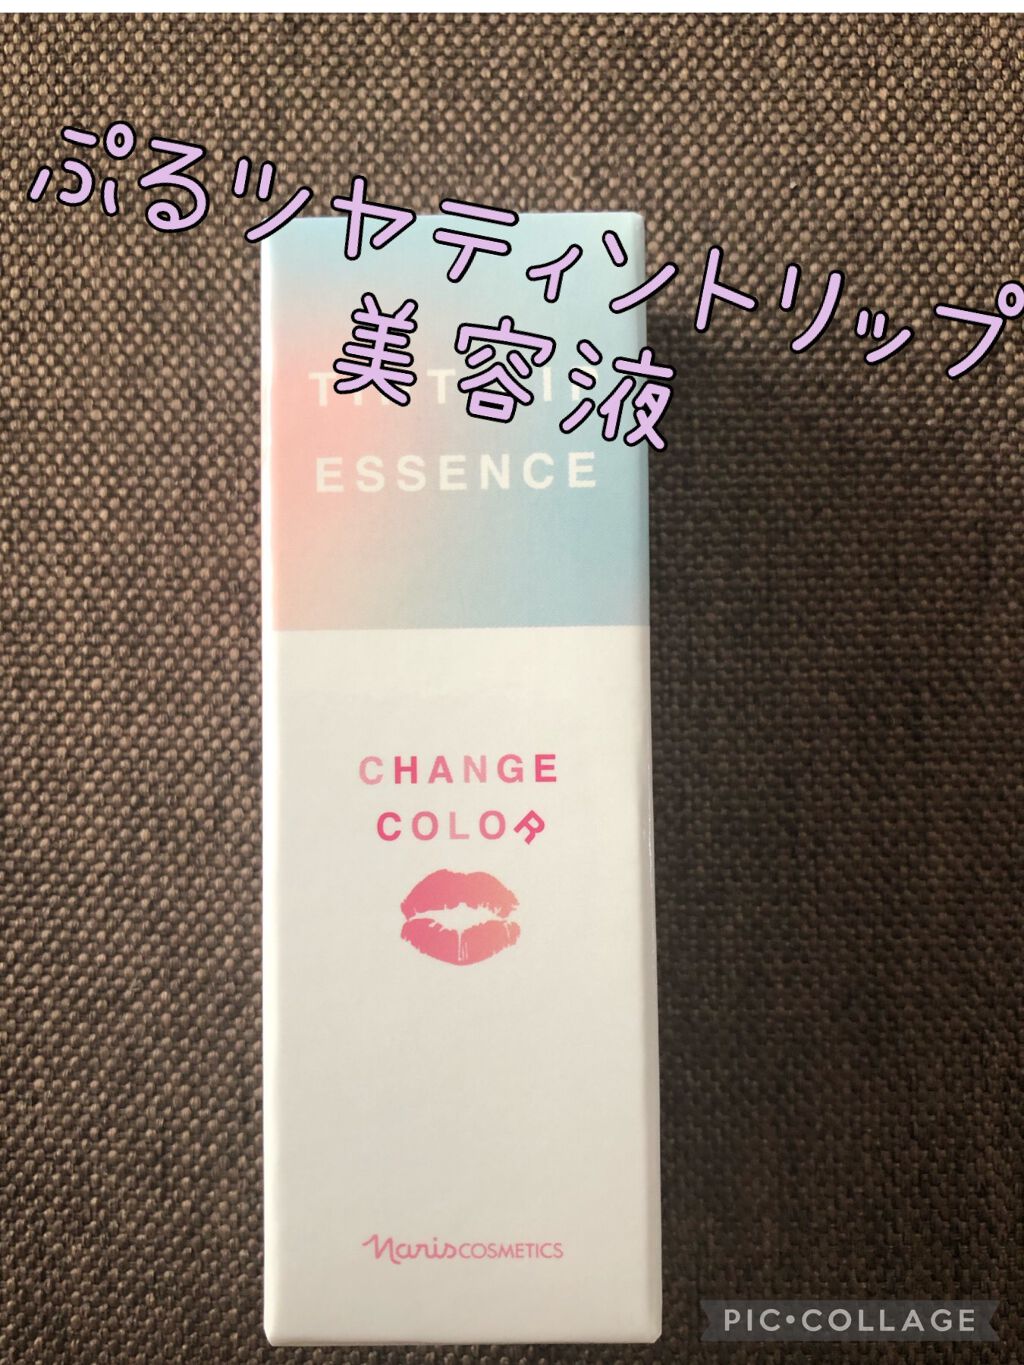 ぷるツヤティントリップ
美容液
ESSENCE
CHANGE
COLOR
Naris COSMETICS
PIC•COLLAGE